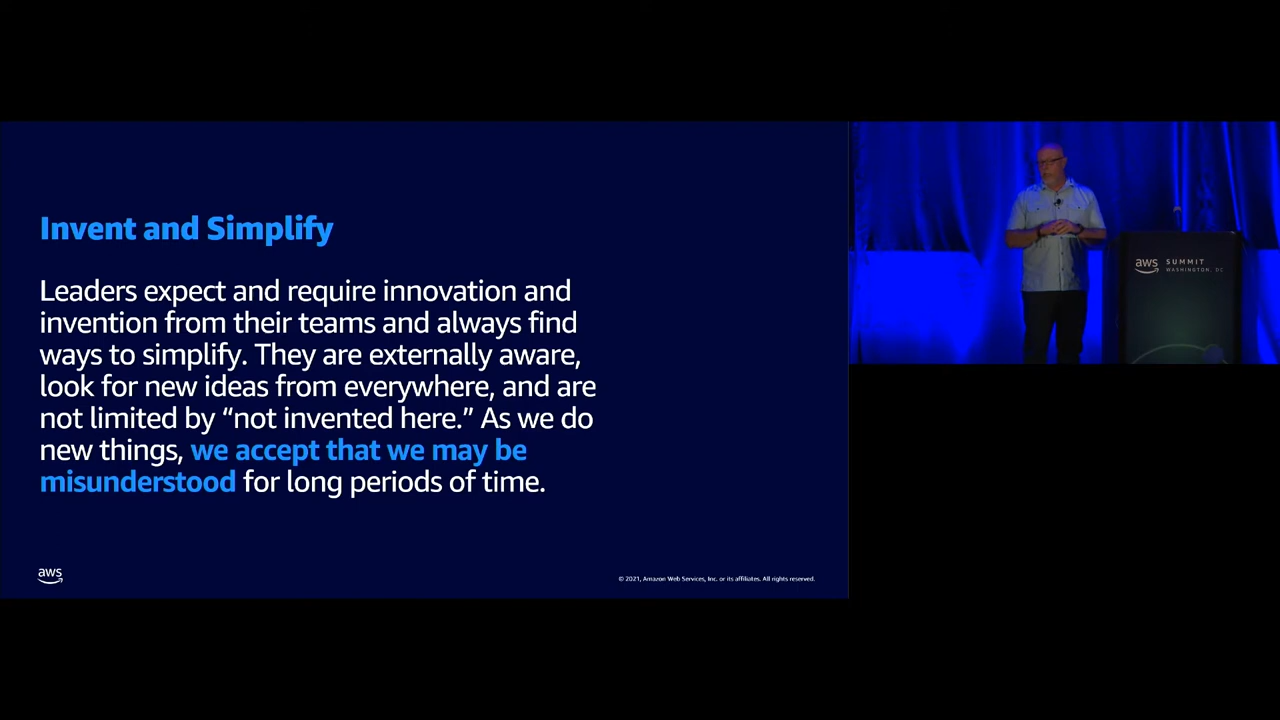 Invent and Simplify
Leaders expect and require innovation and
invention from their teams and always find
ways to simplify. They are externally aware,
look for new ideas from everywhere, and are
not limited by “not invented here.” As we do
new things, we accept that we may be
misunderstood for long periods of time.
aws
© 2021, Amazon Web Services, Inc. or its affiliates. All rights reserved.
aws SUMMIT
WASHINGTON, DC